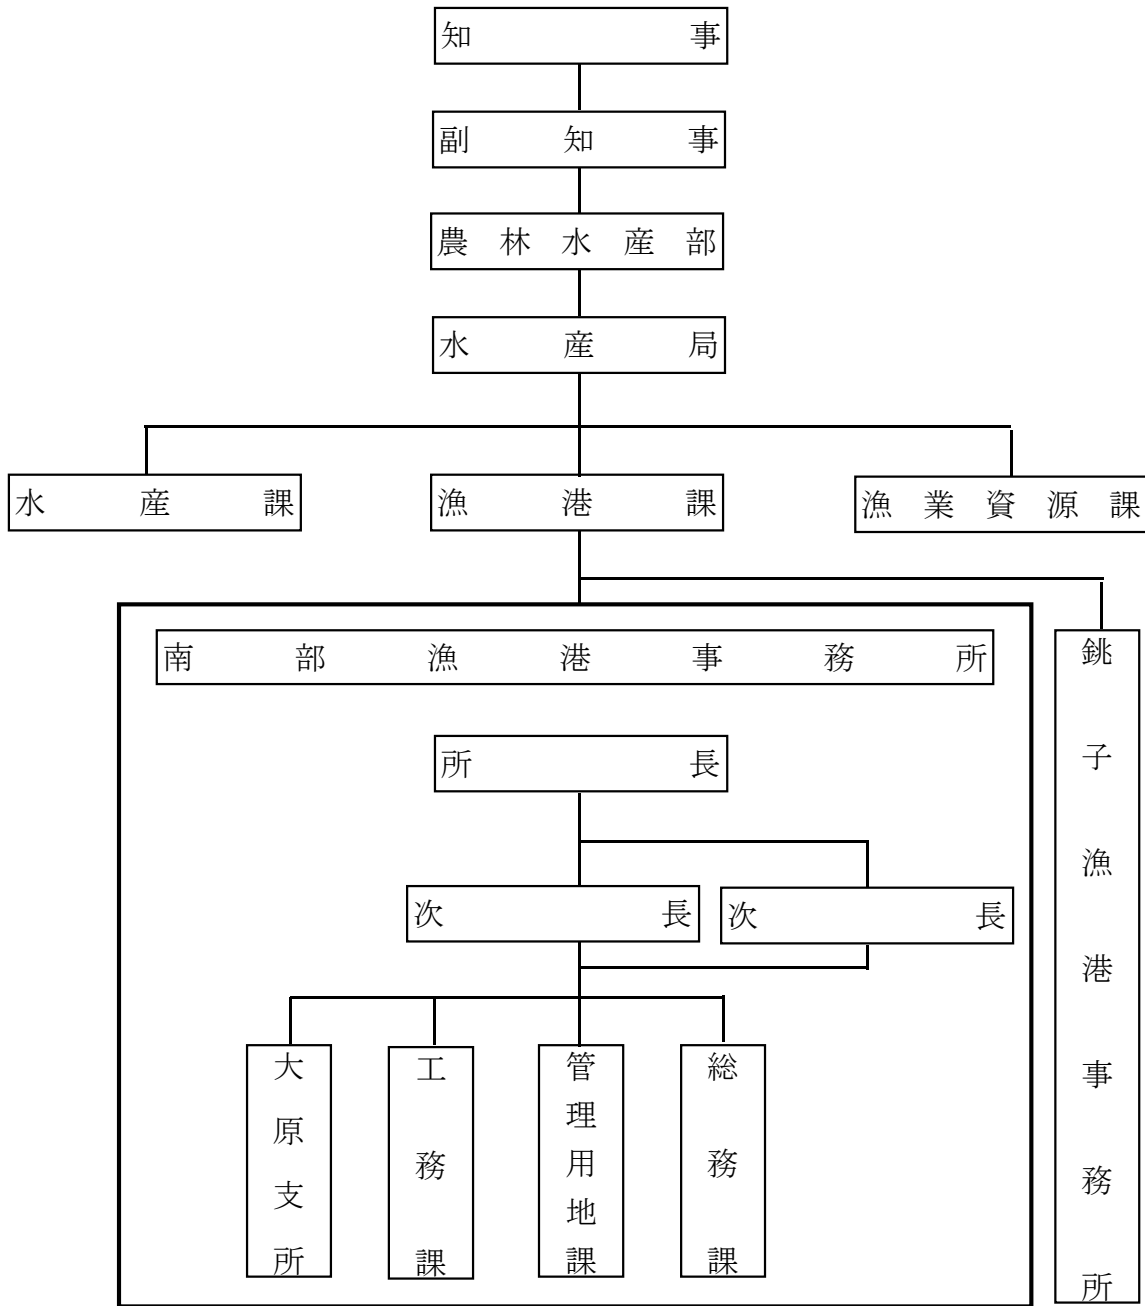 知事
副知事
農林水産部
水産局
水産課
漁港課
漁業資源課
南部漁港事務所
銚子漁港事務所
所長
次長
次長
大原支所
工務課
管理用地課
総務課